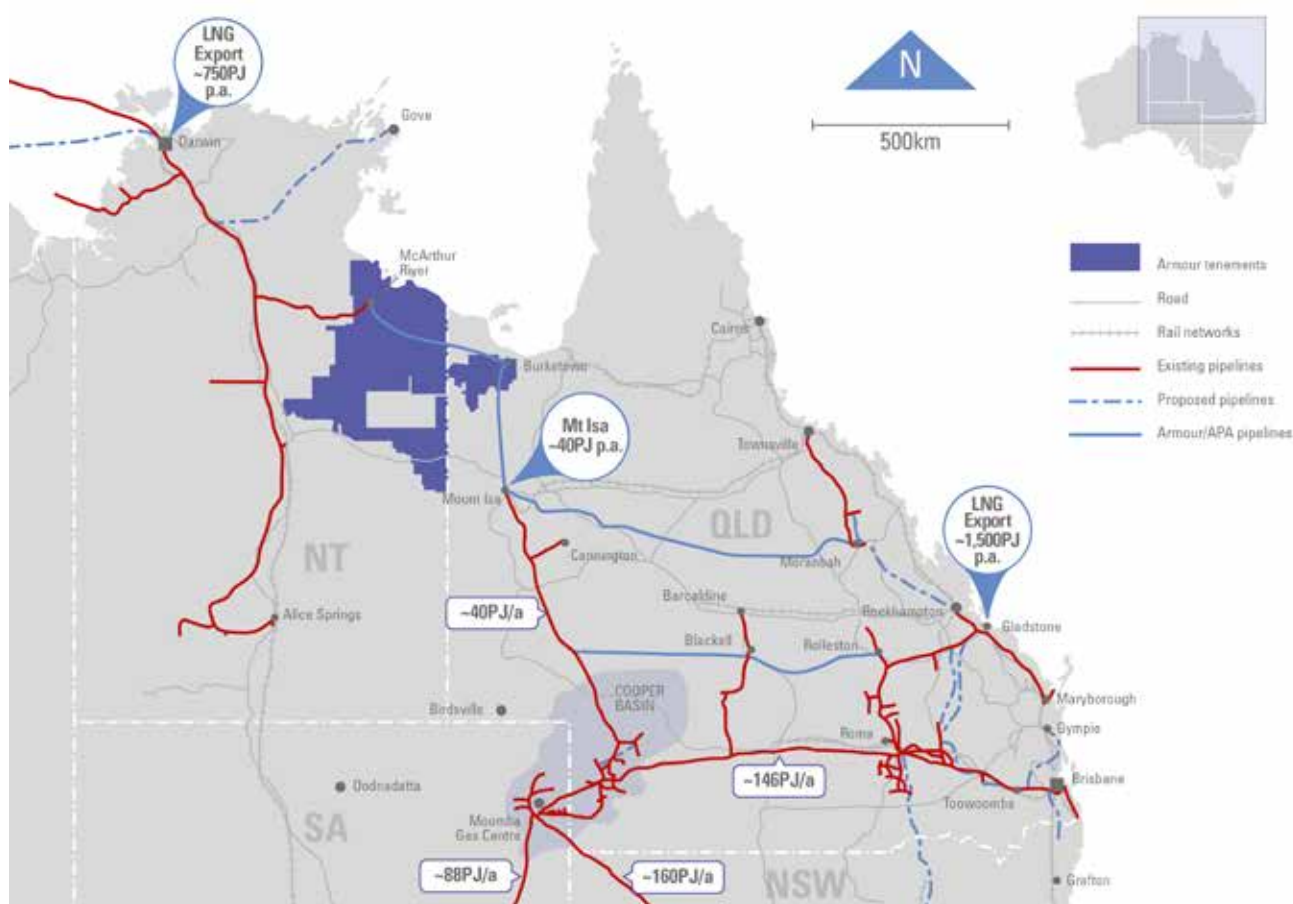 LNG
Export
~750PJ
p.a.
Darwin
Gove
N
500km
McArthur
River
Armour tenements
Road
Rail networks
Existing pipelines
Proposed pipelines
Armour/APA pipelines
Cairns
Burketown
Mt Isa
~40PJ p.a.
Townsville
Mount Isa
QLD
LNG
Export
~1,500PJ
p.a.
Cannington
Moranbah
NT
~40PJ/a
Barcaldine
Rockhampton
Gladstone
Alice Springs
Blackall
Rolleston
COOPER
BASIN
Maryborough
Birdsville
Gympie
Roma
~146PJ/a
Brisbane
Oodnadatta
Toowoomba
Moomba
Gas Centre
SA
~88PJ/a
~160PJ/a
NSW
Grafton